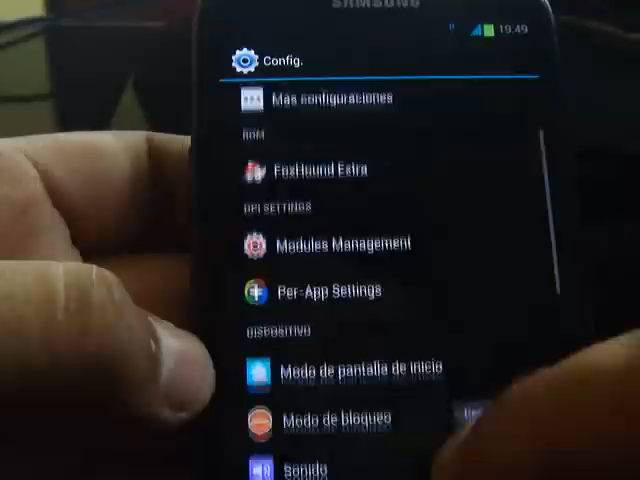 SAMSUNG
19:49
Config.
Más configuraciones
ROM
FoxHound Extra
DPI SETTINGS
Modules Management
Per-App Settings
DISPOSITIVO
Modo de pantalla de inicio
Modo de bloqueo
Sonido